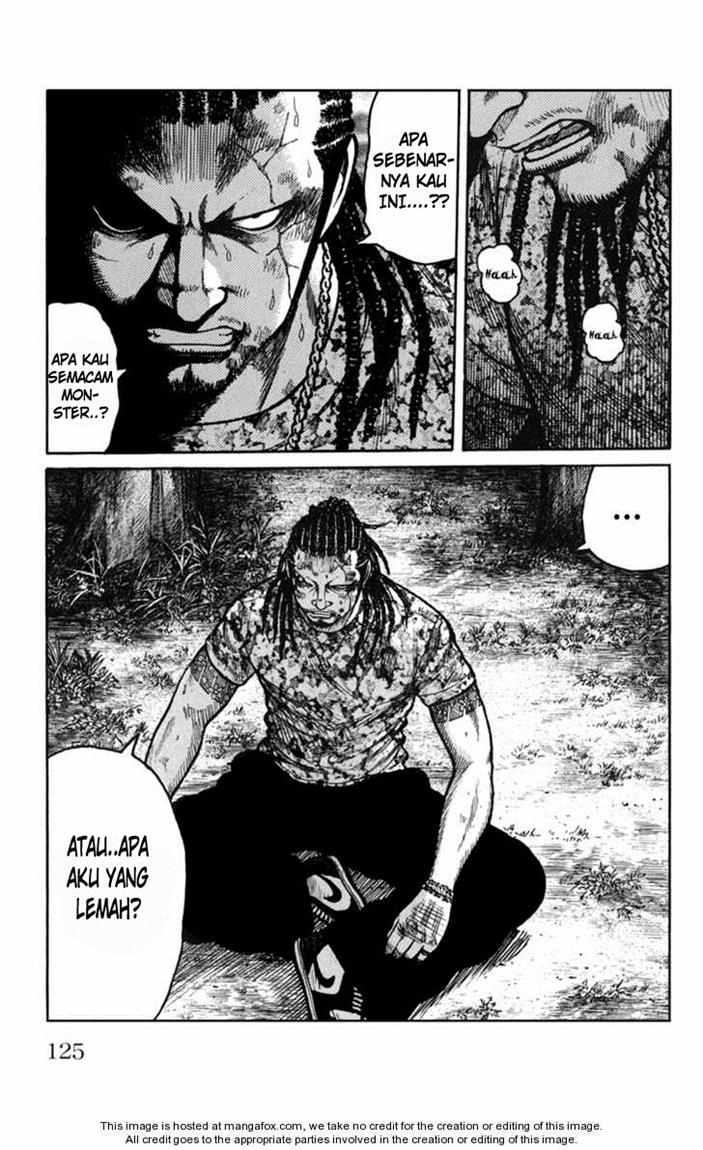 Haah
Haah
APA
SEBENAR-
NYA KAU
INI....??
APA KAU
SEMACAM
MON-
STER..?
...
ATAU..APA
AKU YANG
LEMAH?
125
This image is hosted at mangafox.com, we take no credit for the creation or editing of this image.
All credit goes to the appropriate parties involved in the creation or editing of this image.